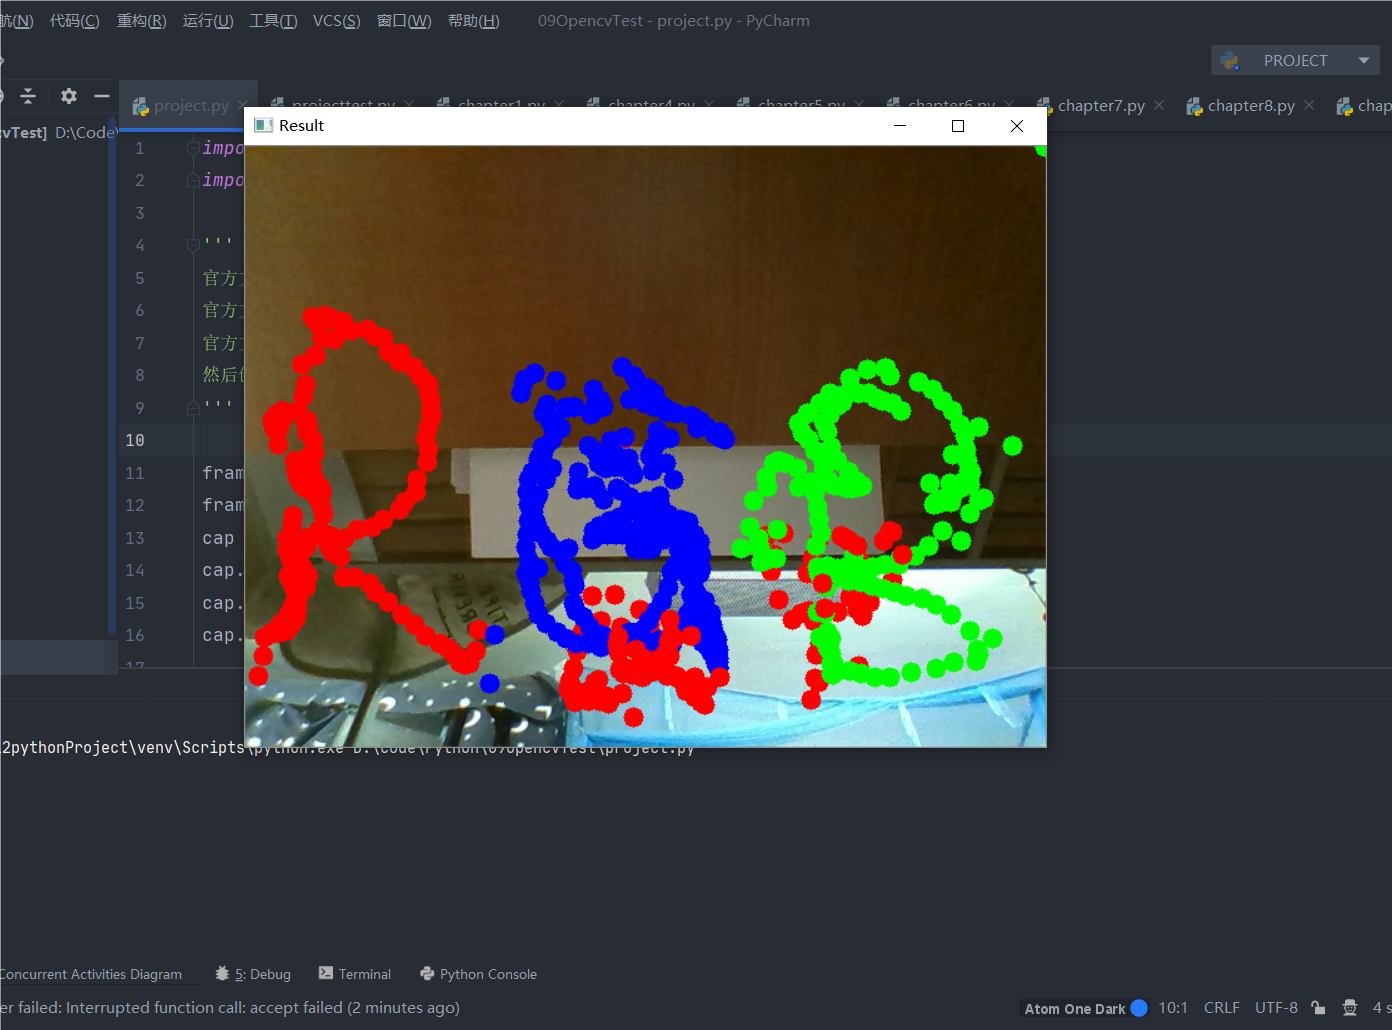 航(N) 代码(C) 重构(R) 运行(U) 工具(T) VCS(S) 窗口(W) 帮助(H) 09OpencvTest - project.py - PyCharm
PROJECT
project.py projecttest.py chapter1.py chapter4.py chapter5.py chapter6.py chapter7.py chapter8.py chap
cvTest] D:\Code\
Result
1 impo
2 impo
3
4 '''
5 官方
6 官方
7 官方
8 然后
9 '''
10
11 fram
12 fram
13 cap
14 cap.
15 cap.
16 cap.
17
RGB
12pythonProject\venv\Scripts\python.exe D:\Code\Python\09OpencvTest\project.py
Concurrent Activities Diagram 5: Debug Terminal Python Console
er failed: Interrupted function call: accept failed (2 minutes ago) Atom One Dark 10:1 CRLF UTF-8 4 s